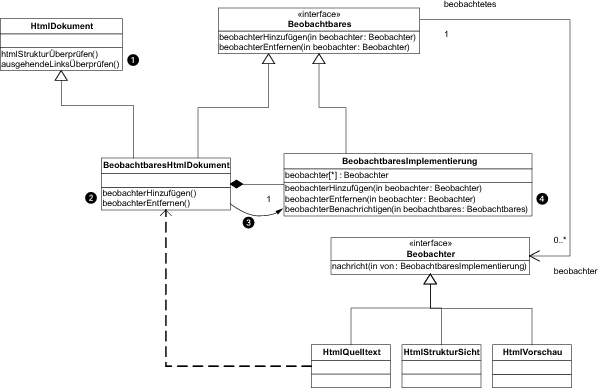 beobachtetes
HtmlDokument
htmlStrukturÜberprüfen()
ausgehendeLinksÜberprüfen()
1
«interface»
Beobachtbares
beobachterHinzufügen(in beobachter: Beobachter)
beobachterEntfernen(in beobachter: Beobachter)
1
BeobachtbaresHtmlDokument
beobachterHinzufügen()
beobachterEntfernen()
2
1
3
BeobachtbaresImplementierung
beobachter[*] : Beobachter
beobachterHinzufügen(in beobachter: Beobachter)
beobachterEntfernen(in beobachter: Beobachter)
beobachterBenachrichtigen(in beobachtbares: Beobachtbares)
4
«interface»
Beobachter
nachricht(in von: BeobachtbaresImplementierung)
0..*
beobachter
HtmlQuelltext
HtmlStrukturSicht
HtmlVorschau